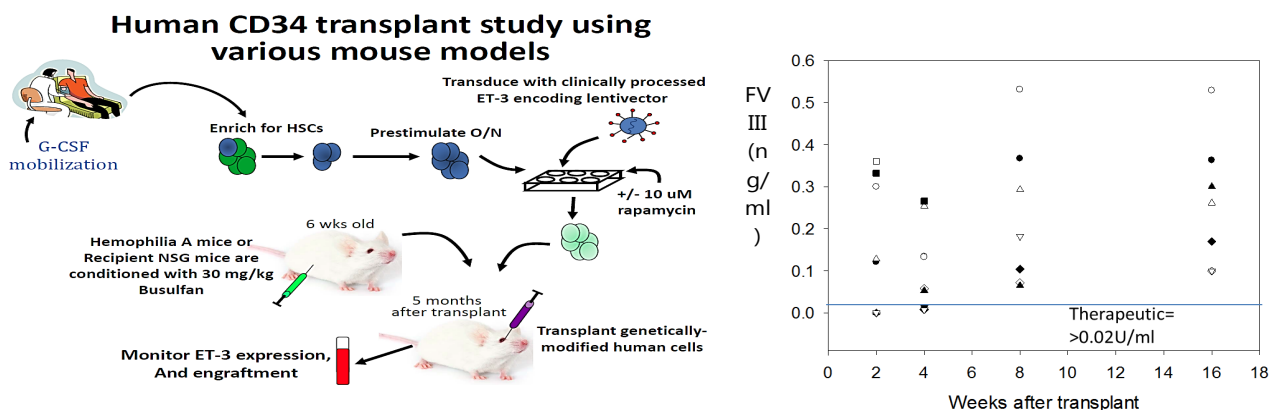 Human CD34 transplant study using
various mouse models
G-CSF
mobilization
Enrich for HSCs
Prestimulate O/N
Transduce with clinically processed
ET-3 encoding lentivector
+/- 10 uM
rapamycin
6 wks old
Hemophilia A mice or
Recipient NSG mice are
conditioned with 30 mg/kg
Busulfan
5 months
after transplant
Transplant genetically-
modified human cells
Monitor ET-3 expression,
And engraftment
FV
III
(n
g/
ml
)
0.6
0.5
0.4
0.3
0.2
0.1
0.0
Therapeutic=
>0.02U/ml
0 2 4 6 8 10 12 14 16 18
Weeks after transplant